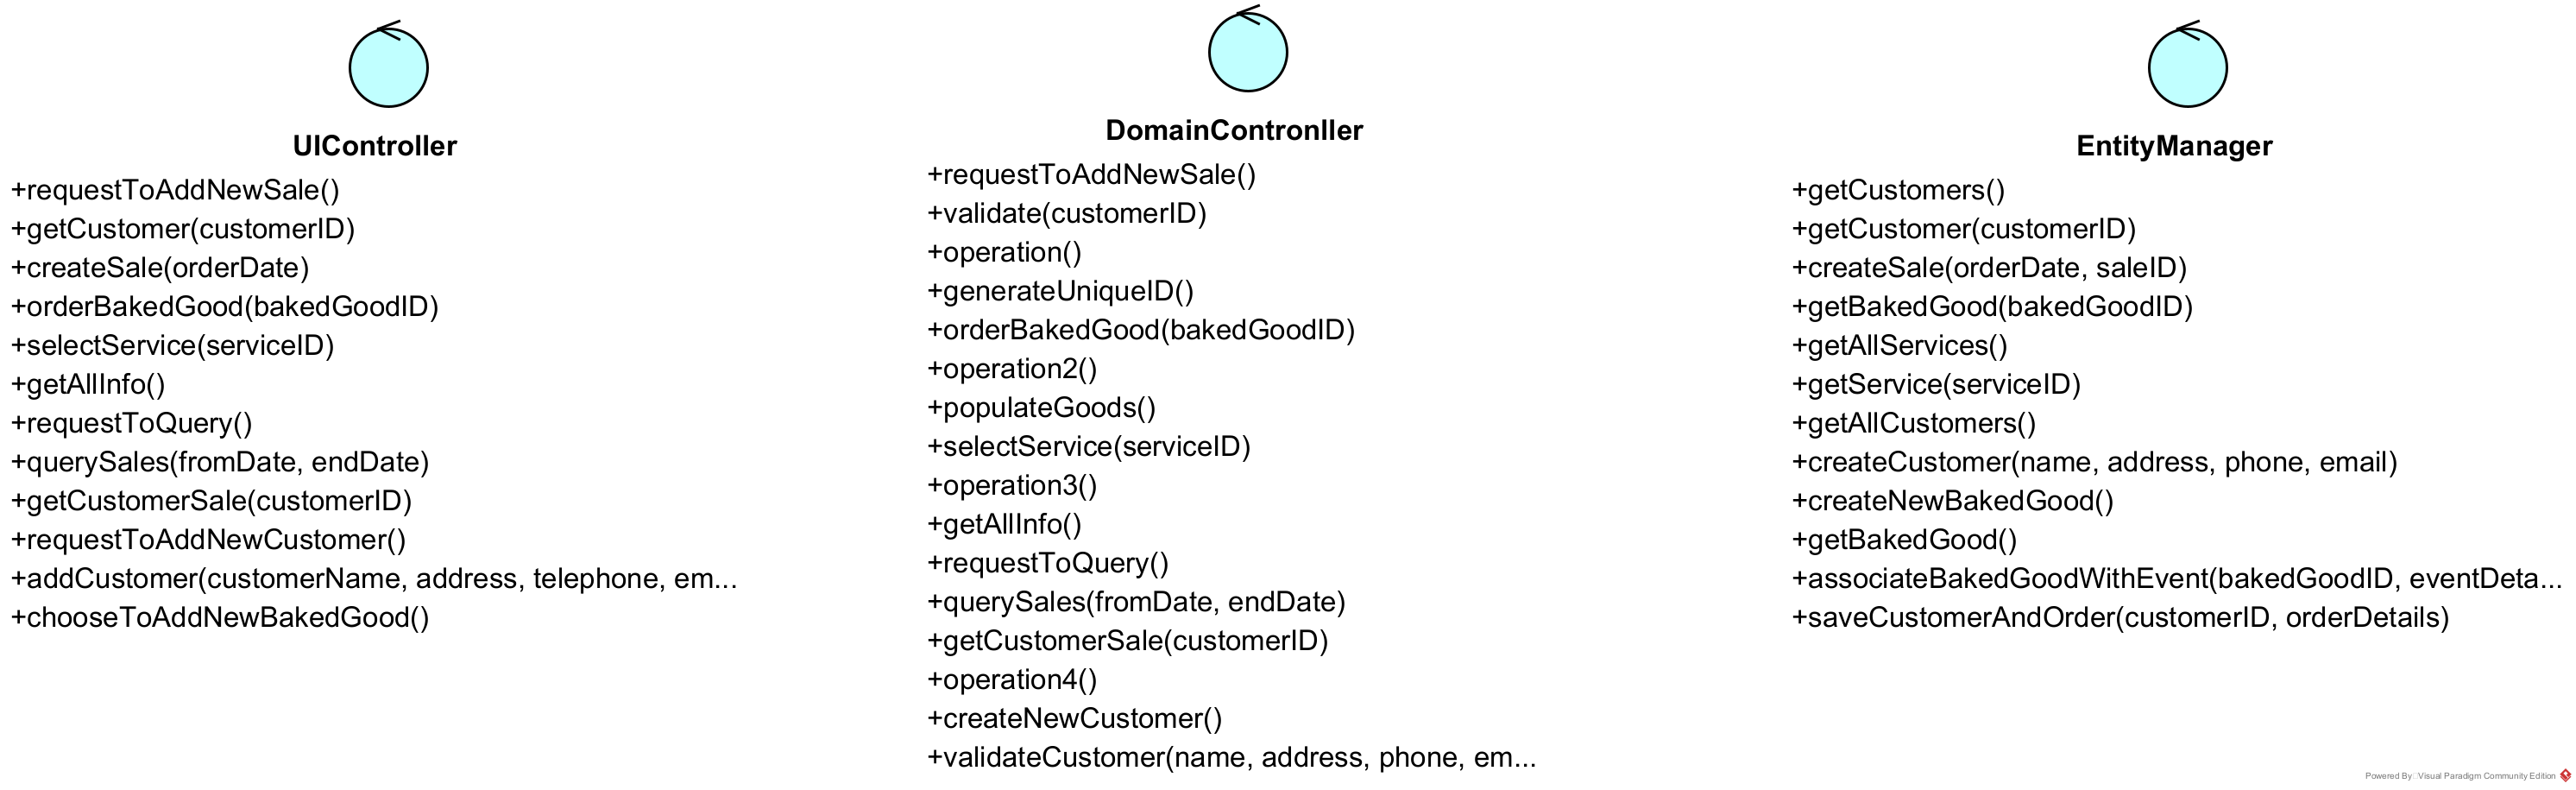 UIController
+requestToAddNewSale()
+getCustomer(customerID)
+createSale(orderDate)
+orderBakedGood(bakedGoodID)
+selectService(serviceID)
+getAllInfo()
+requestToQuery()
+querySales(fromDate, endDate)
+getCustomerSale(customerID)
+requestToAddNewCustomer()
+addCustomer(customerName, address, telephone, em...
+chooseToAddNewBakedGood()
DomainContronller
+requestToAddNewSale()
+validate(customerID)
+operation()
+generateUniqueID()
+orderBakedGood(bakedGoodID)
+operation2()
+populateGoods()
+selectService(serviceID)
+operation3()
+getAllInfo()
+requestToQuery()
+querySales(fromDate, endDate)
+getCustomerSale(customerID)
+operation4()
+createNewCustomer()
+validateCustomer(name, address, phone, em...
EntityManager
+getCustomers()
+getCustomer(customerID)
+createSale(orderDate, saleID)
+getBakedGood(bakedGoodID)
+getAllServices()
+getService(serviceID)
+getAllCustomers()
+createCustomer(name, address, phone, email)
+createNewBakedGood()
+getBakedGood()
+associateBakedGoodWithEvent(bakedGoodID, eventDeta...
+saveCustomerAndOrder(customerID, orderDetails)
Powered By Visual Paradigm Community Edition